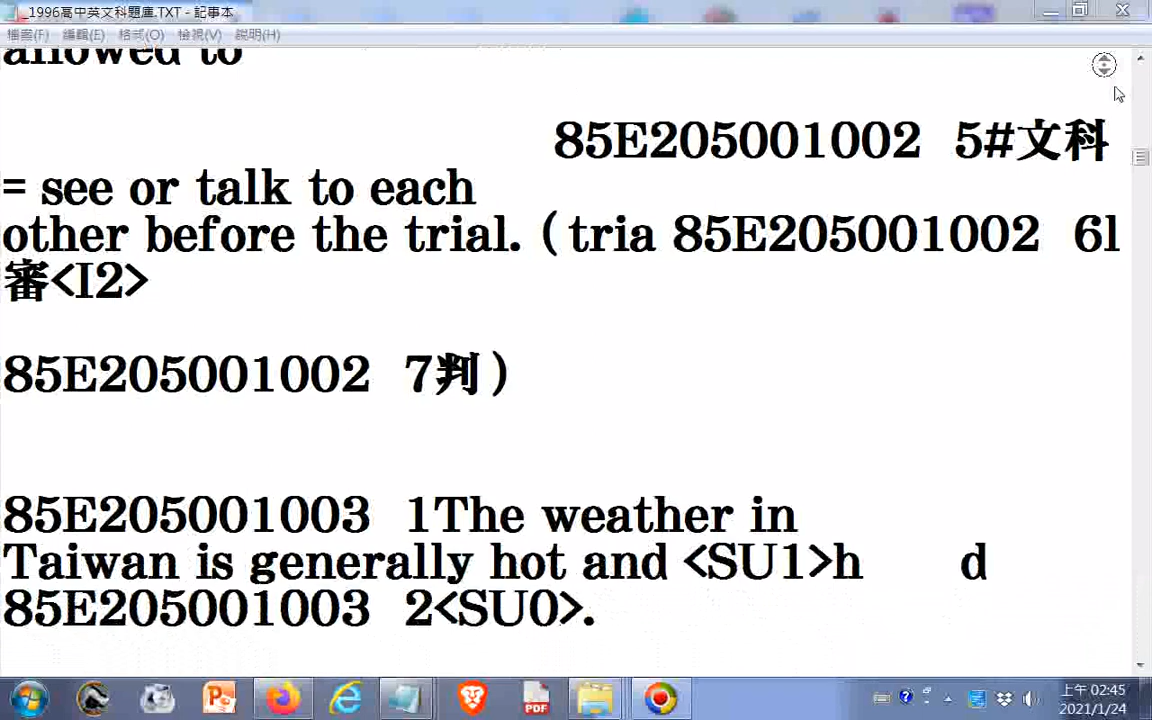 _1996高中英文科題庫.TXT - 記事本
檔案(F) 編輯(E) 格式(O) 檢視(V) 說明(H)
allowed to
85E205001002 5#文科
= see or talk to each
other before the trial. (tria 85E205001002 6l
審<I2>
85E205001002 7判)
85E205001003 1The weather in
Taiwan is generally hot and <SU1>h d
85E205001003 2<SU0>.
PDF
上午 02:45
2021/1/24